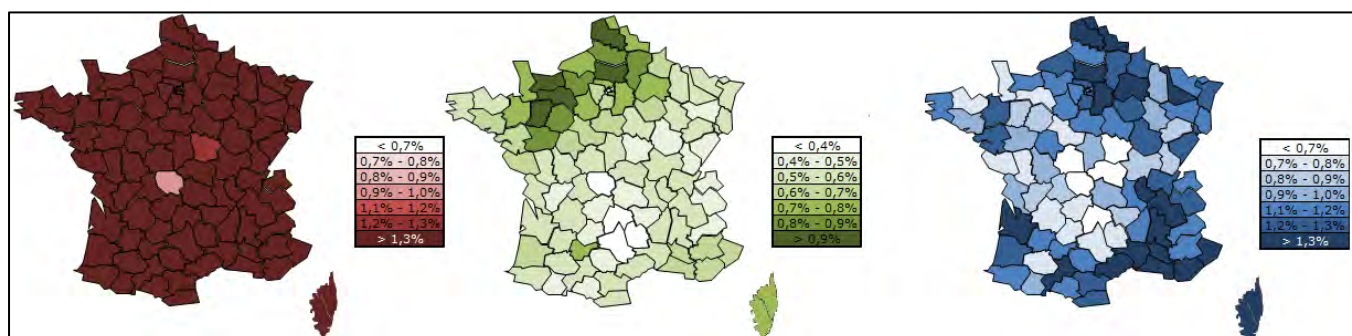 < 0,7%
0,7% - 0,8%
0,8% - 0,9%
0,9% - 1,0%
1,1% - 1,2%
1,2% - 1,3%
> 1,3%
< 0,4%
0,4% - 0,5%
0,5% - 0,6%
0,6% - 0,7%
0,7% - 0,8%
0,8% - 0,9%
> 0,9%
< 0,7%
0,7% - 0,8%
0,8% - 0,9%
0,9% - 1,0%
1,1% - 1,2%
1,2% - 1,3%
> 1,3%